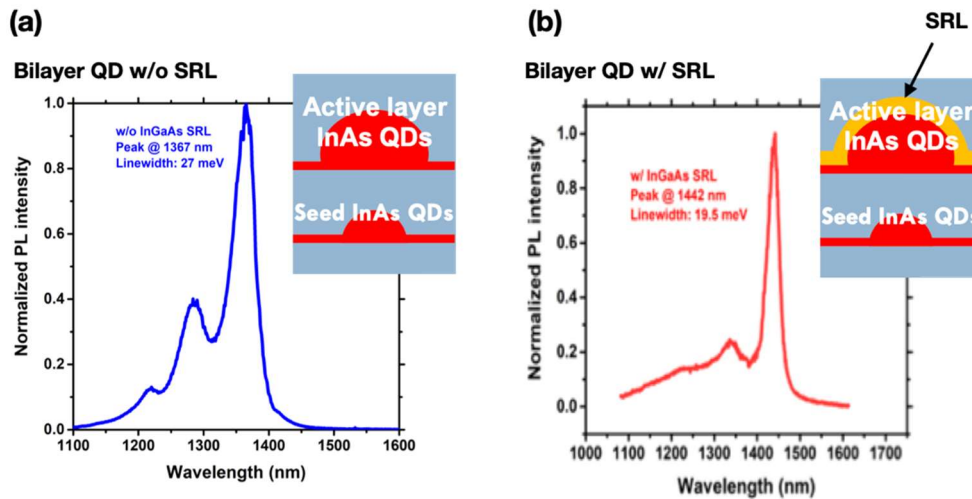 (a)
Bilayer QD w/o SRL
Normalized PL intensity
1.0
0.8
0.6
0.4
0.2
0.0
w/o InGaAs SRL
Peak @ 1367 nm
Linewidth: 27 meV
Active layer
InAs QDs
Seed InAs QDs
1100 1200 1300 1400 1500 1600
Wavelength (nm)
(b)
SRL
Bilayer QD w/ SRL
Normalized PL intensity
1.0
0.8
0.6
0.4
0.2
0.0
w/ InGaAs SRL
Peak @ 1442 nm
Linewidth: 19.5 meV
Active layer
InAs QDs
Seed InAs QDs
1000 1100 1200 1300 1400 1500 1600 1700
Wavelength (nm)